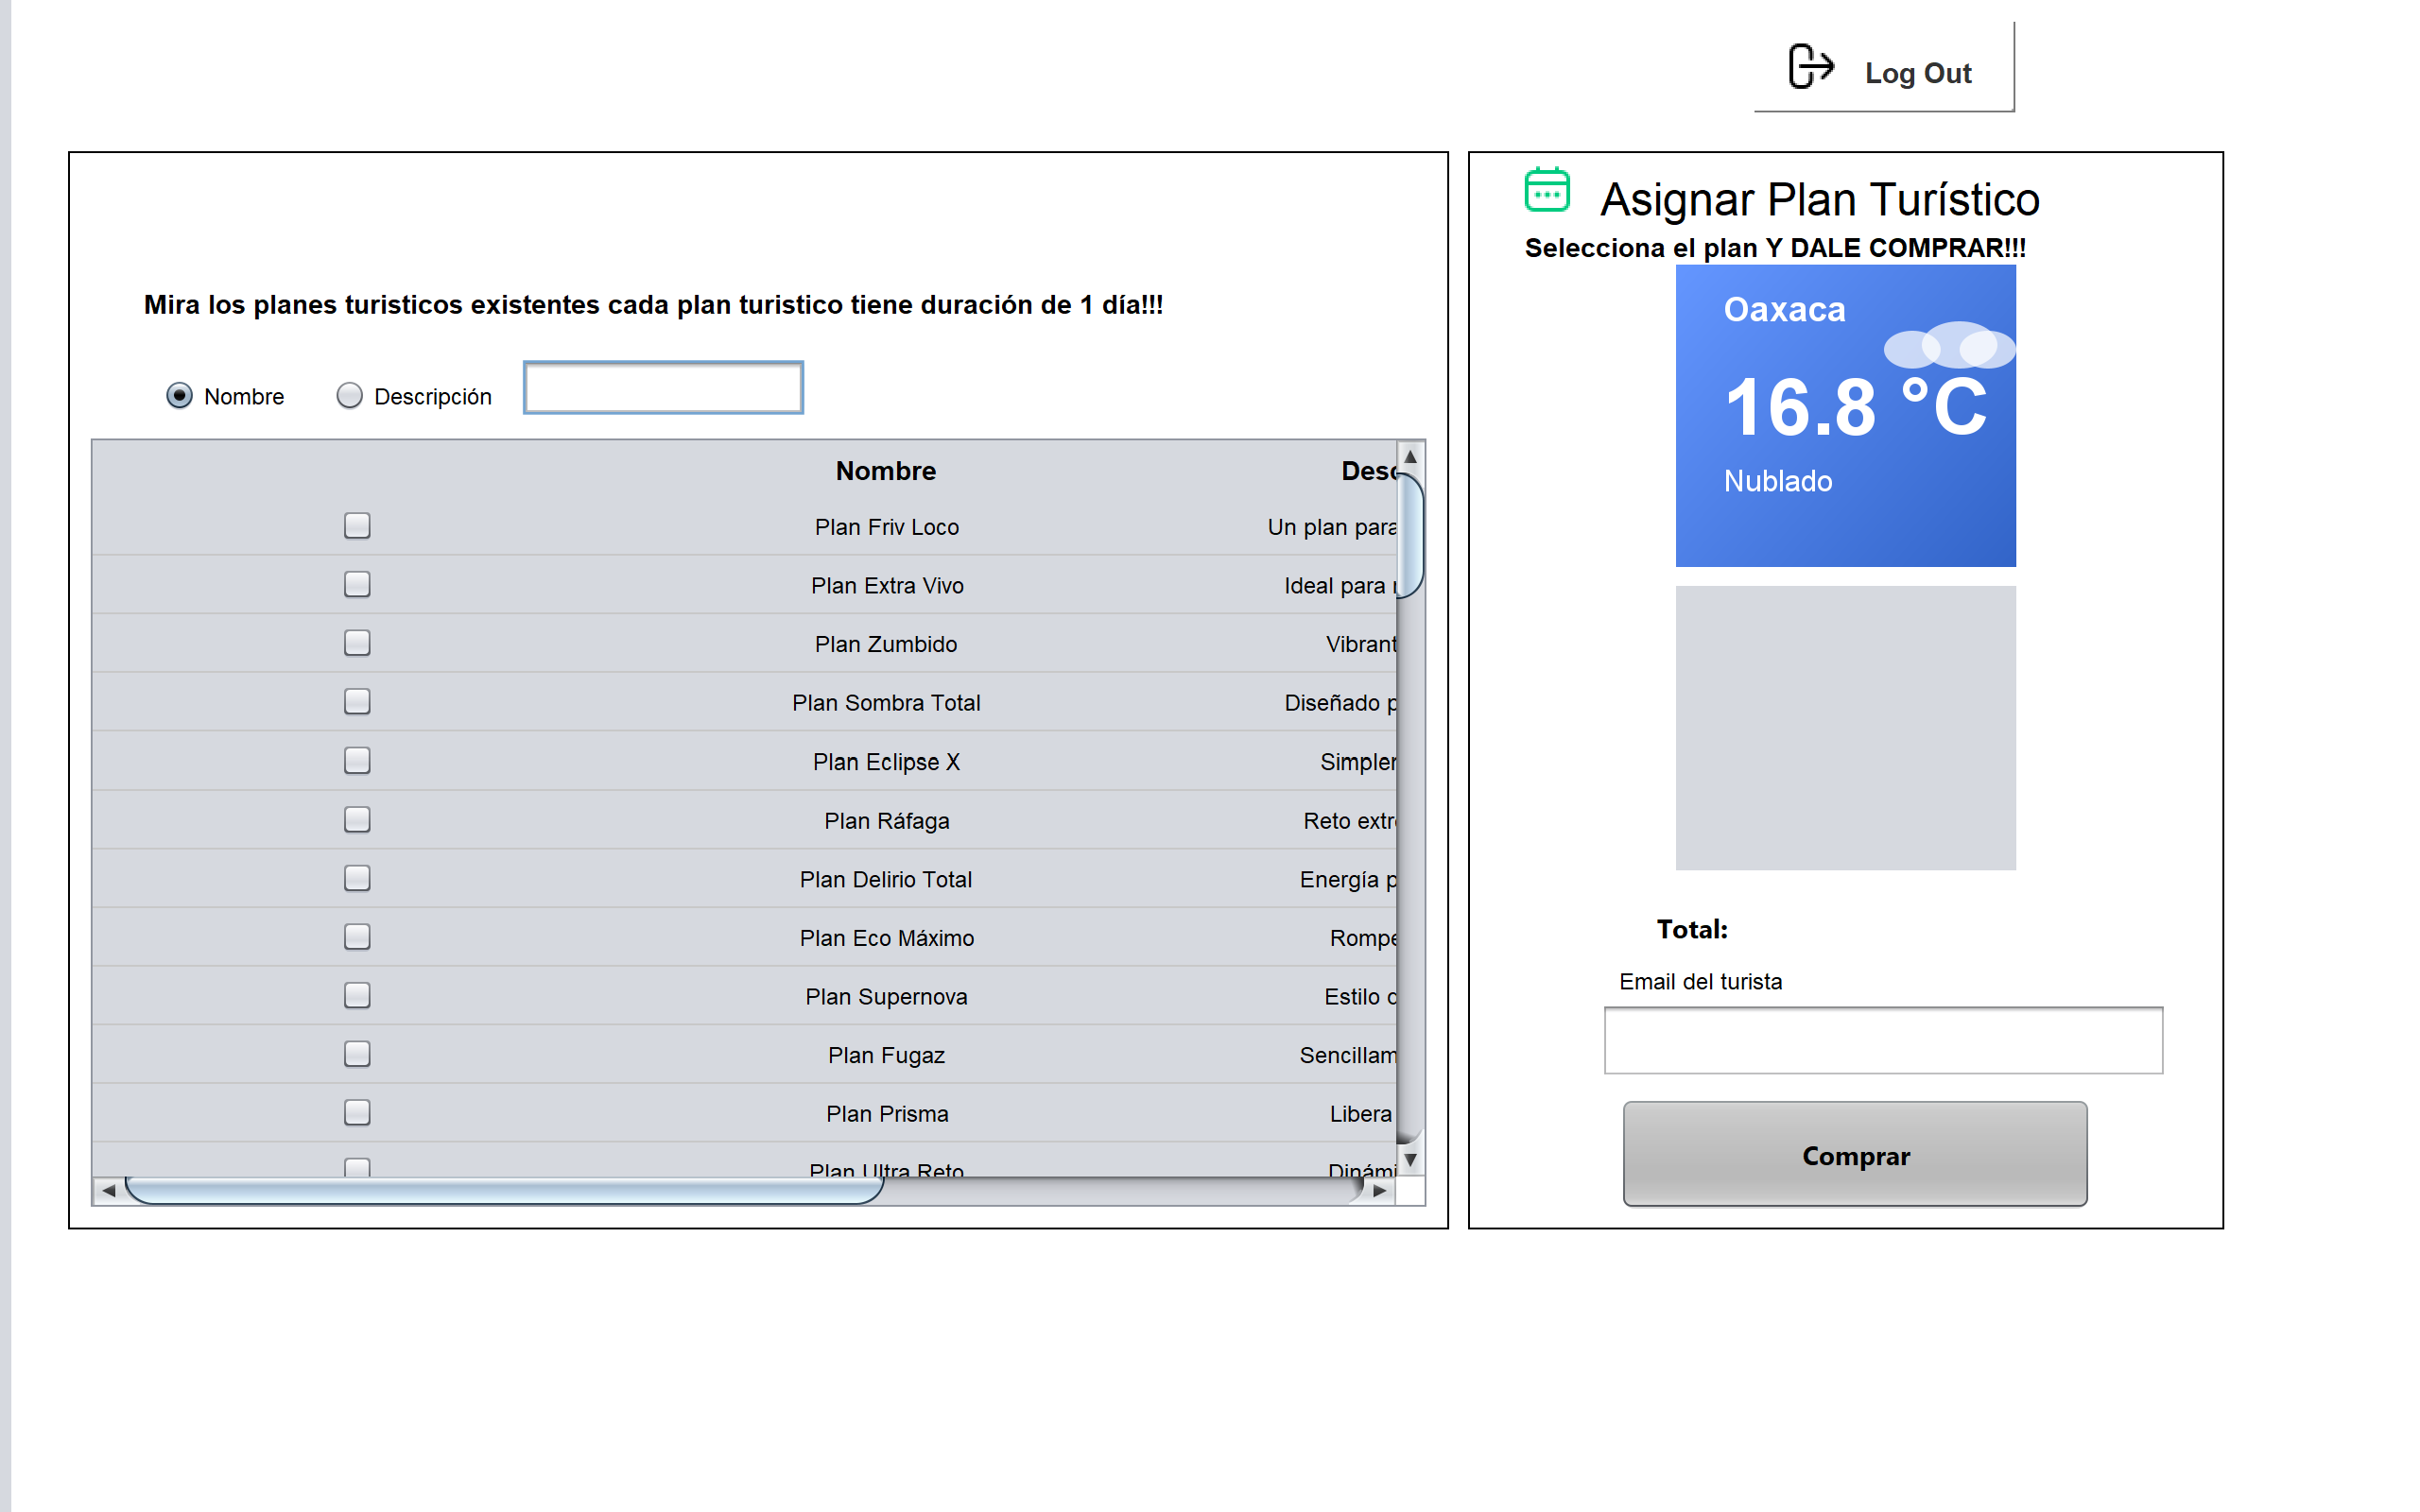 Log Out
Mira los planes turisticos existentes cada plan turistico tiene duración de 1 día!!!
Nombre Descripción
Nombre Desc
Plan Friv Loco Un plan para
Plan Extra Vivo Ideal para
Plan Zumbido Vibrant
Plan Sombra Total Diseñado p
Plan Eclipse X Simpler
Plan Ráfaga Reto extre
Plan Delirio Total Energía p
Plan Eco Máximo Rompe
Plan Supernova Estilo
Plan Fugaz Sencillam
Plan Prisma Libera
Plan Ultra Reto Dinámi
Asignar Plan Turístico
Selecciona el plan Y DALE COMPRAR!!!
Oaxaca
16.8 °C
Nublado
Total:
Email del turista
Comprar